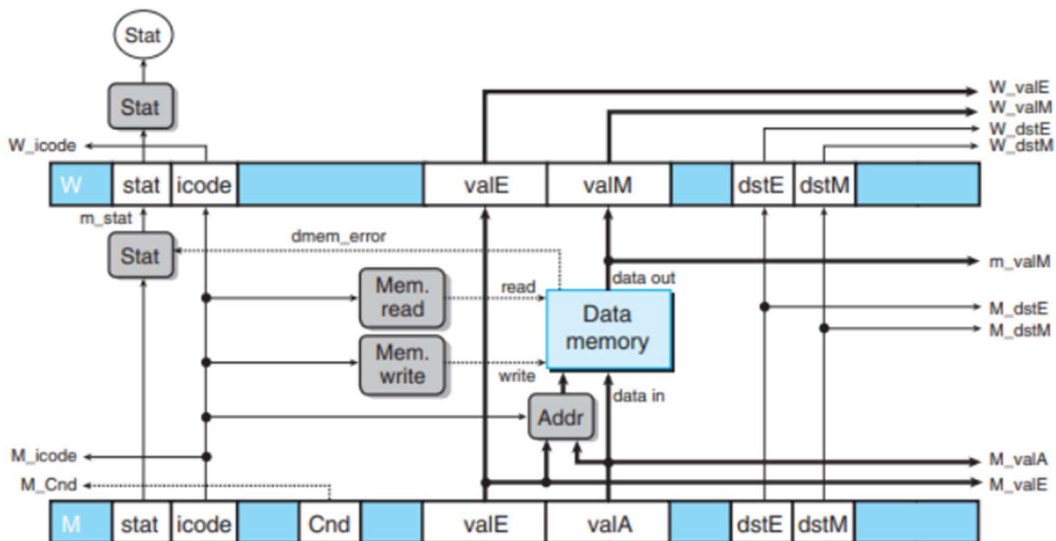 Stat
Stat
W_valE
W_valM
W_dstE
W_icode
W_dstM
W stat icode valE valM dstE dstM
m_stat
dmem_error
Stat
m_valM
data out
Mem. read
read
Data memory
M_dstE
M_dstM
Mem. write
write
data in
Addr
M_icode
M_valA
M_Cnd
M_valE
M stat icode Cnd valE valA dstE dstM